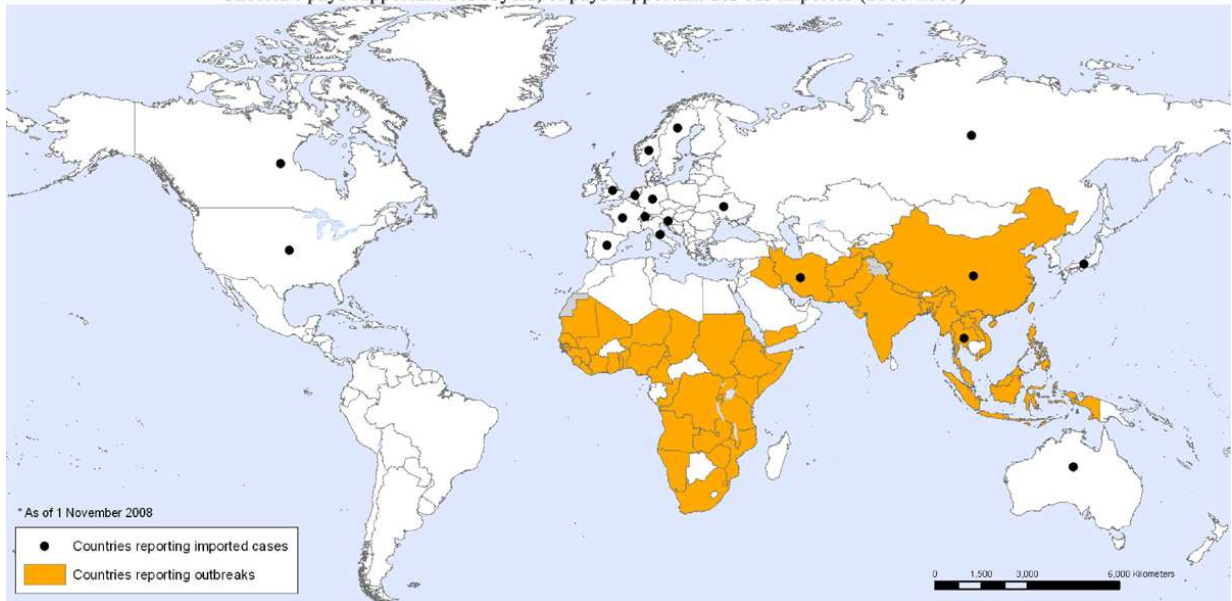 * As of 1 November 2008
Countries reporting imported cases
Countries reporting outbreaks
0 1,500 3,000 6,000 Kilometers